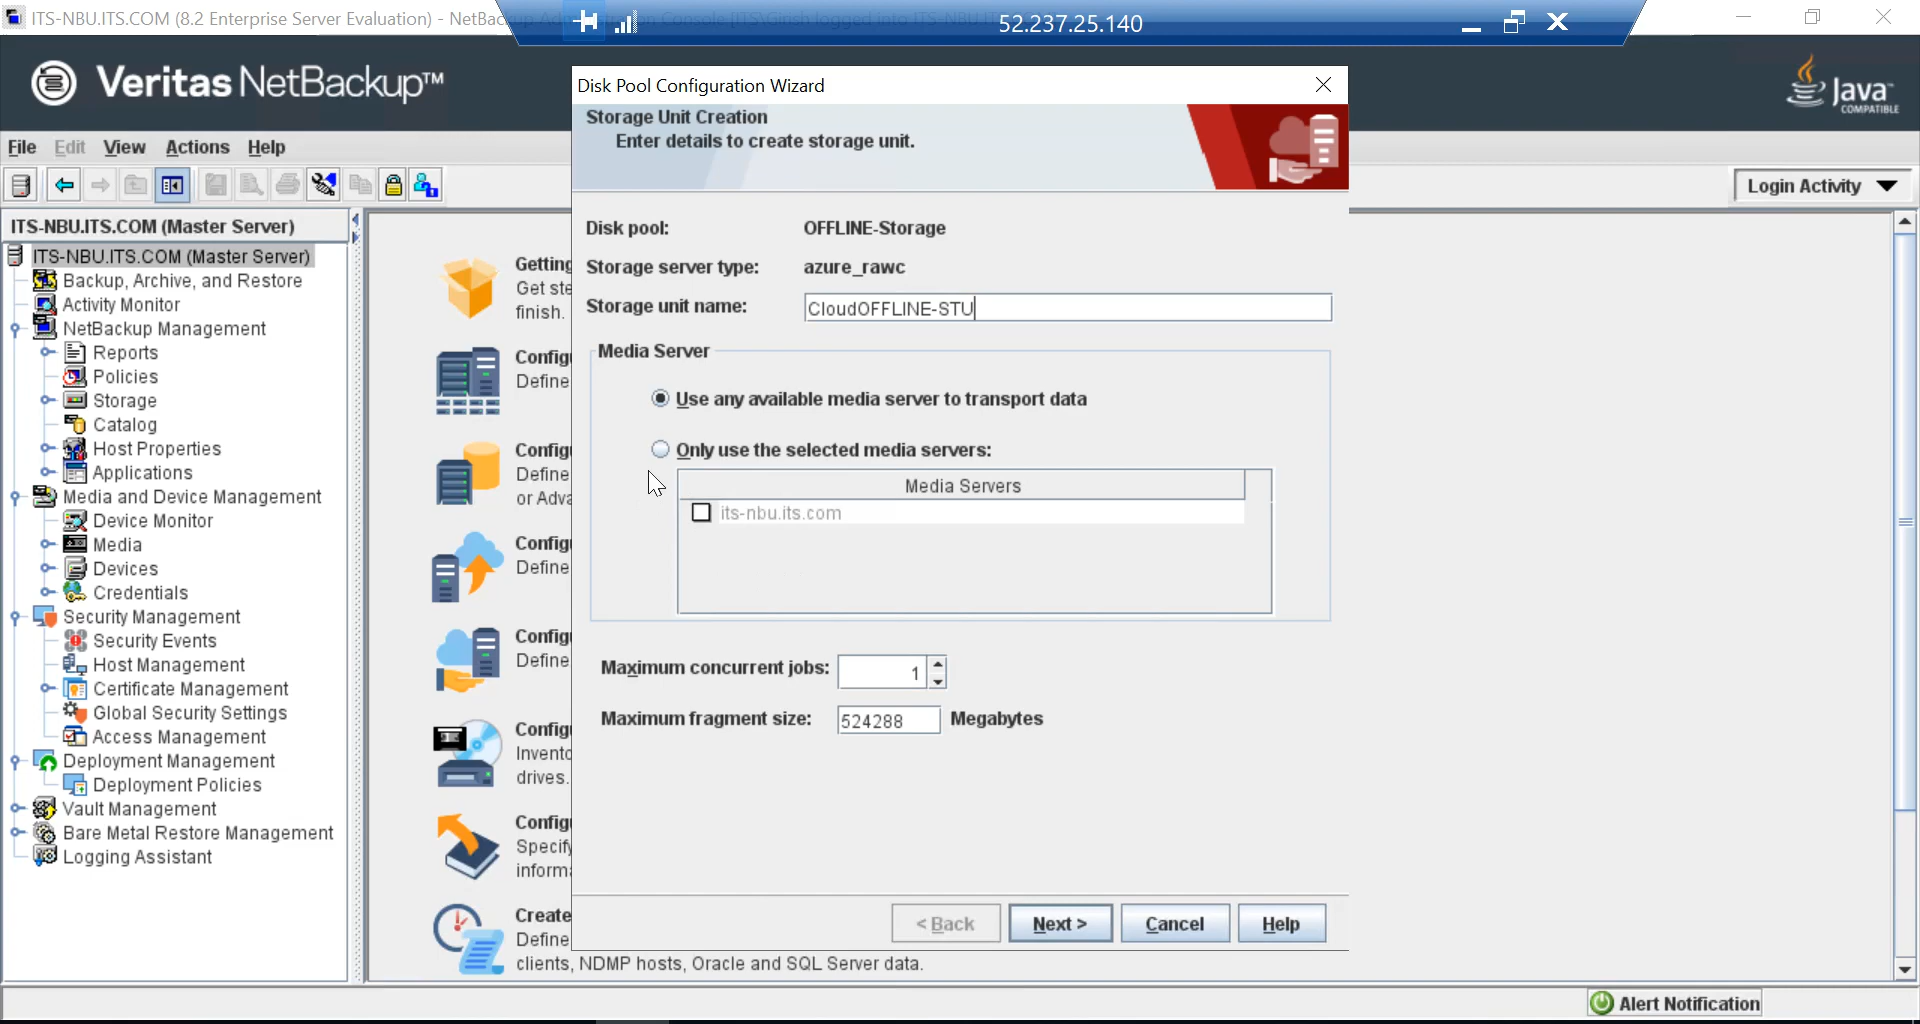 ITS-NBU.ITS.COM (8.2 Enterprise Server Evaluation) - NetBackup Administration Console
52.237.25.140
Veritas NetBackup™
Java COMPATIBLE
File Edit View Actions Help
Login Activity
ITS-NBU.ITS.COM (Master Server)
ITS-NBU.ITS.COM (Master Server)
Backup, Archive, and Restore
Activity Monitor
NetBackup Management
Reports
Policies
Storage
Catalog
Host Properties
Applications
Media and Device Management
Device Monitor
Media
Devices
Credentials
Security Management
Security Events
Host Management
Certificate Management
Global Security Settings
Access Management
Deployment Management
Deployment Policies
Vault Management
Bare Metal Restore Management
Logging Assistant
Getting
Get ste
finish.
Config
Define
Config
Define
or Adva
Config
Define
Config
Define
Config
Invento
drives.
Config
Specify
informa
Create
Define
clients, NDMP hosts, Oracle and SQL Server data.
Disk Pool Configuration Wizard
Storage Unit Creation
Enter details to create storage unit.
Disk pool: OFFLINE-Storage
Storage server type: azure_rawc
Storage unit name: CloudOFFLINE-STU
Media Server
Use any available media server to transport data
Only use the selected media servers:
Media Servers
its-nbu.its.com
Maximum concurrent jobs: 1
Maximum fragment size: 524288 Megabytes
< Back Next > Cancel Help
Alert Notification